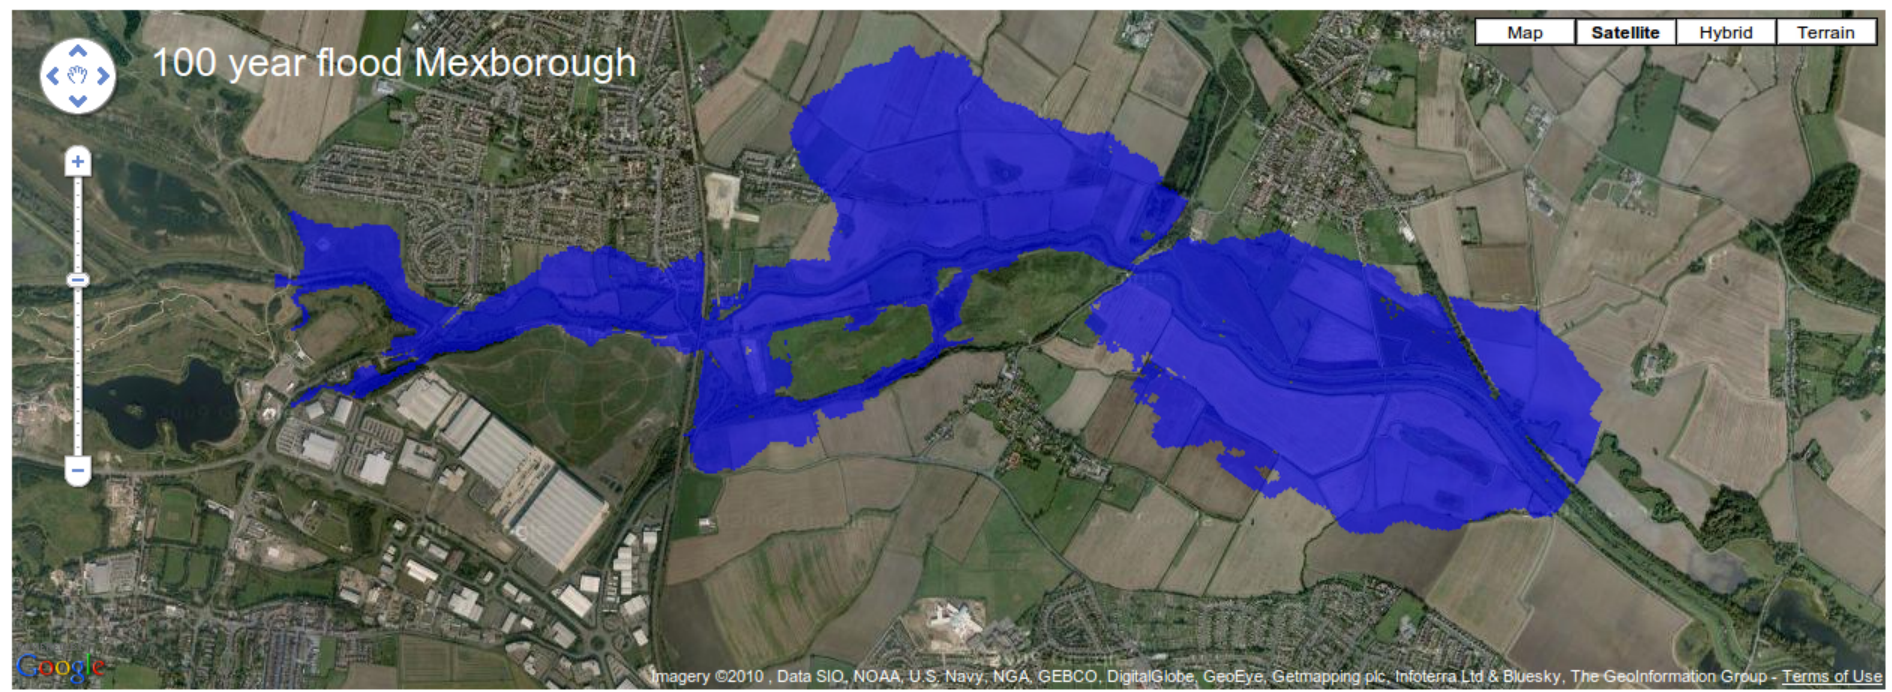 100 year flood Mexborough
Map
Satellite
Hybrid
Terrain
Google
Imagery ©2010 , Data SIO, NOAA, U.S. Navy, NGA, GEBCO, DigitalGlobe, GeoEye, Getmapping plc, Infoterra Ltd & Bluesky, The GeoInformation Group - Terms of Use